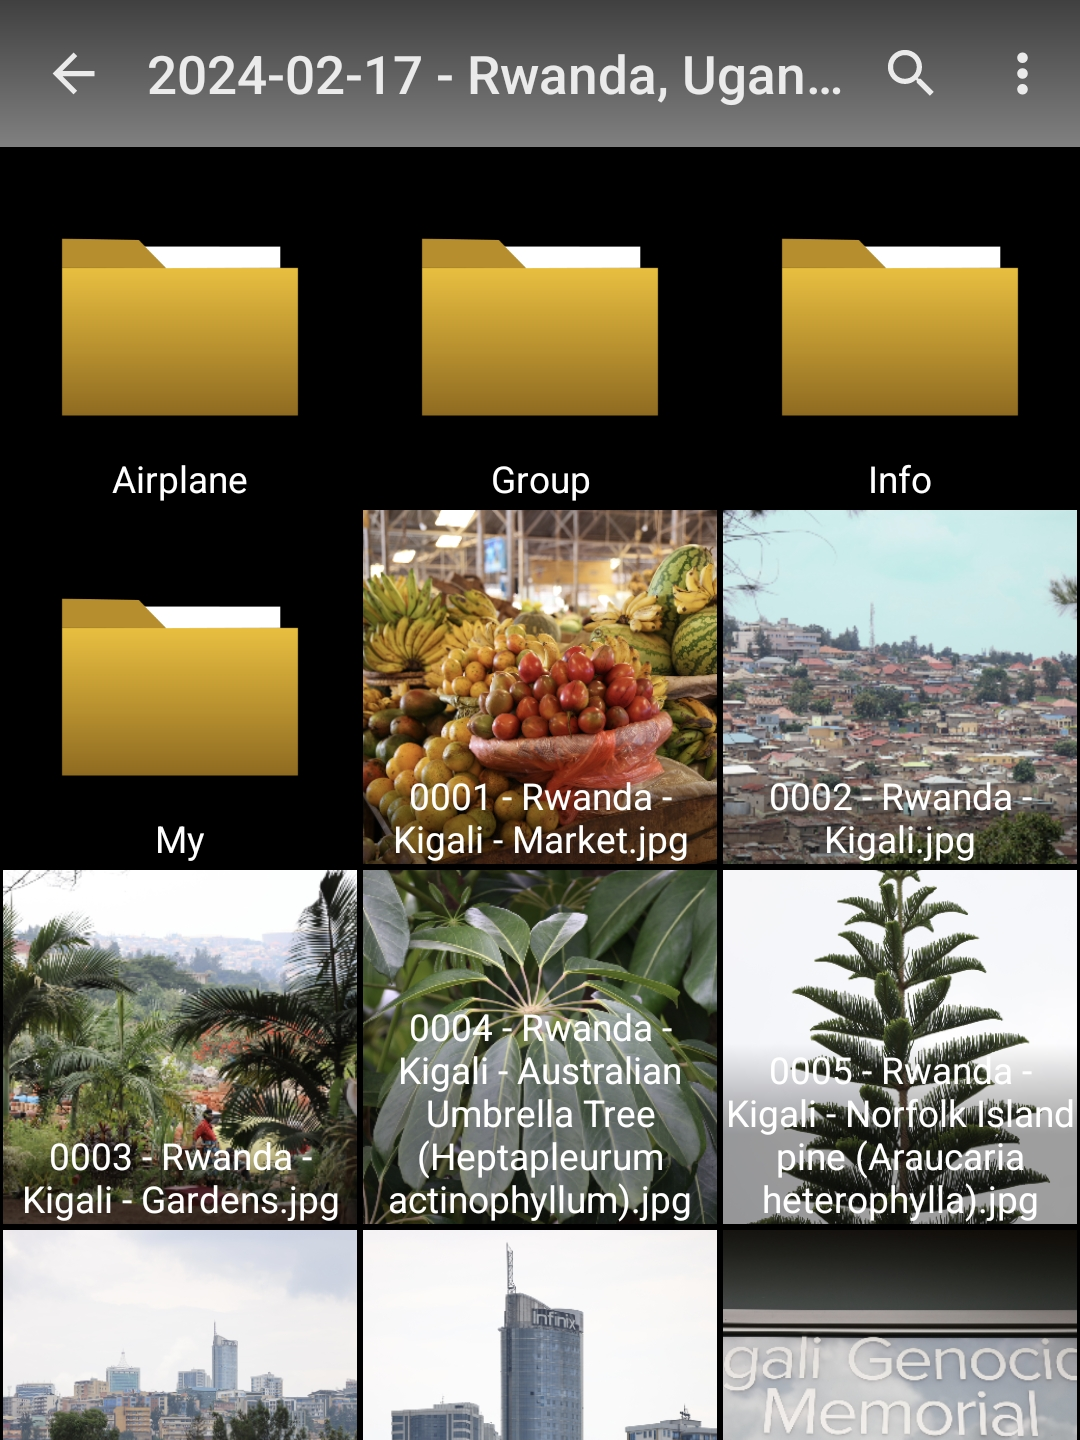 2024-02-17 - Rwanda, Ugan...
Airplane
Group
Info
My
0001 - Rwanda -
Kigali - Market.jpg
0002 - Rwanda -
Kigali.jpg
0003 - Rwanda -
Kigali - Gardens.jpg
0004 - Rwanda -
Kigali - Australian
Umbrella Tree
(Heptapleurum
actinophyllum).jpg
0005 - Rwanda -
Kigali - Norfolk Island
pine (Araucaria
heterophylla).jpg
Infinix
gali Genocid
Memorial